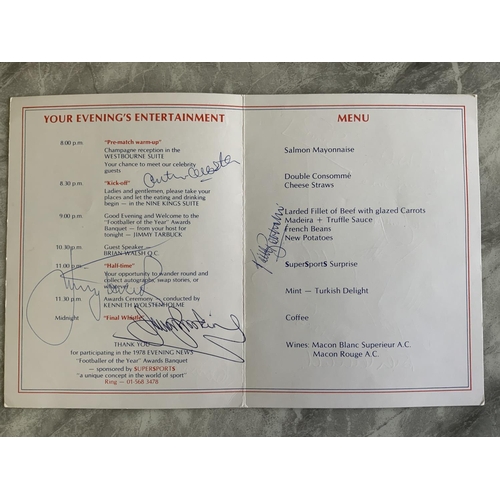 YOUR EVENING'S ENTERTAINMENT
8.00 p.m "Pre-match warm-up"
Champagne reception in the
WESTBOURNE SUITE
Your chance to meet our celebrity
guests
8.30 p.m. "Kick-off"
Ladies and gentlemen, please take your
places and let the eating and drinking
begin — in the NINE KINGS SUITE
9.00 p.m Good Evening and Welcome to the
"Footballer of the Year" Awards
Banquet — from your host for
tonight — JIMMY TARBUCK
10.30 p.m. Guest Speaker —
BRIAN WALSH Q.C.
11.00 p.m "Half-time"
Your opportunity to wander round and
collect autographs, swap stories, or
11.30 p.m Awards Ceremony — conducted by
KENNETH WOLSTENHOLME
Midnight "Final Whistle"
THANK YOU
for participating in the 1978 EVENING NEWS
"Footballer of the Year" Awards Banquet
— sponsored by SUPERSPORTS
"a unique concept in the world of sport"
Ring — 01-568 3478
MENU
Salmon Mayonnaise
Double Consommé
Cheese Straws
Larded Fillet of Beef with glazed Carrots
Madeira + Truffle Sauce
French Beans
New Potatoes
SuperSportS Surprise
Mint — Turkish Delight
Coffee
Wines: Macon Blanc Superieur A.C.
Macon Rouge A.C.